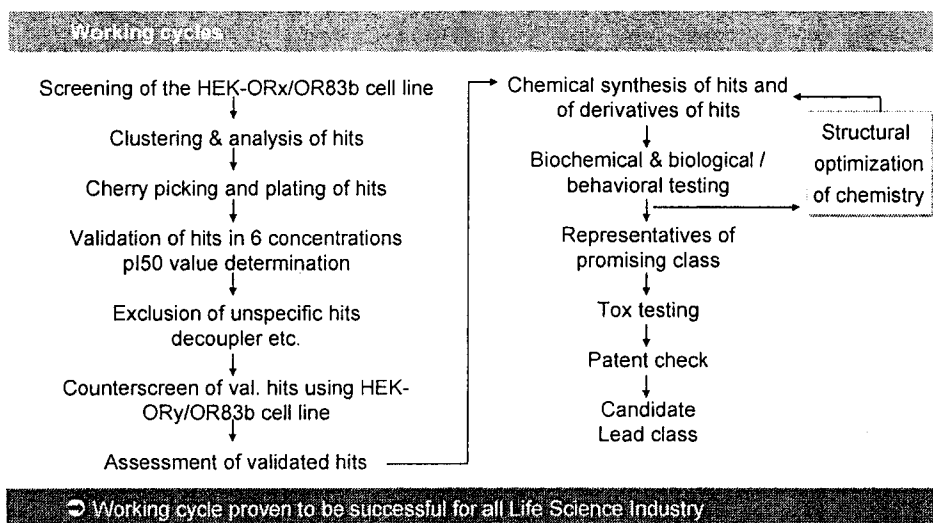 Working cycles
Screening of the HEK-ORx/OR83b cell line
Clustering & analysis of hits
Cherry picking and plating of hits
Validation of hits in 6 concentrations
pI50 value determination
Exclusion of unspecific hits
decoupler etc.
Counterscreen of val. hits using HEK-
ORy/OR83b cell line
Assessment of validated hits
Chemical synthesis of hits and
of derivatives of hits
Biochemical & biological /
behavioral testing
Representatives of
promising class
Tox testing
Patent check
Candidate
Lead class
Structural
optimization
of chemistry
➲ Working cycle proven to be successful for all Life Science Industry